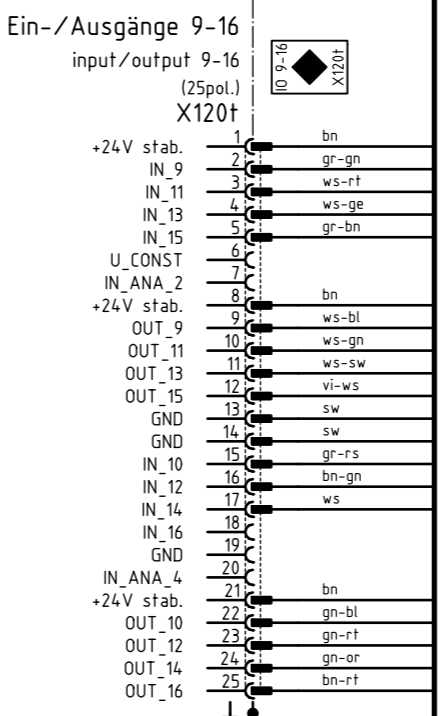 Ein-/Ausgänge 9-16
input/output 9-16
(25pol.)
X120t
IO 9-16
X120t
+24V stab. 1 bn
IN_9 2 gr-gn
IN_11 3 ws-rt
IN_13 4 ws-ge
IN_15 5 gr-bn
U_CONST 6
IN_ANA_2 7
+24V stab. 8 bn
OUT_9 9 ws-bl
OUT_11 10 ws-gn
OUT_13 11 ws-sw
OUT_15 12 vi-ws
GND 13 sw
GND 14 sw
IN_10 15 gr-rs
IN_12 16 bn-gn
IN_14 17 ws
IN_16 18
GND 19
IN_ANA_4 20
+24V stab. 21 bn
OUT_10 22 gn-bl
OUT_12 23 gn-rt
OUT_14 24 gn-or
OUT_16 25 bn-rt